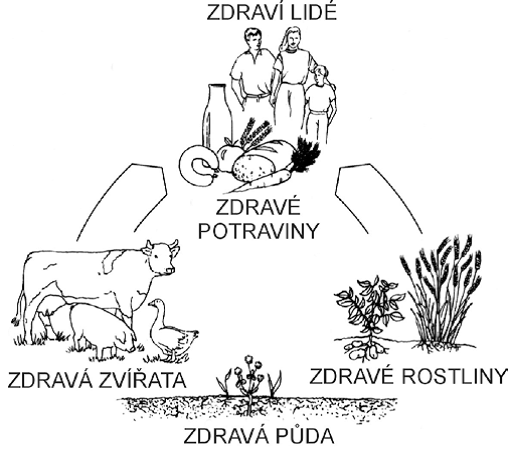 ZDRAVÍ LIDÉ
ZDRAVÉ
POTRAVINY
ZDRAVÁ ZVÍŘATA
ZDRAVÉ ROSTLINY
ZDRAVÁ PŮDA